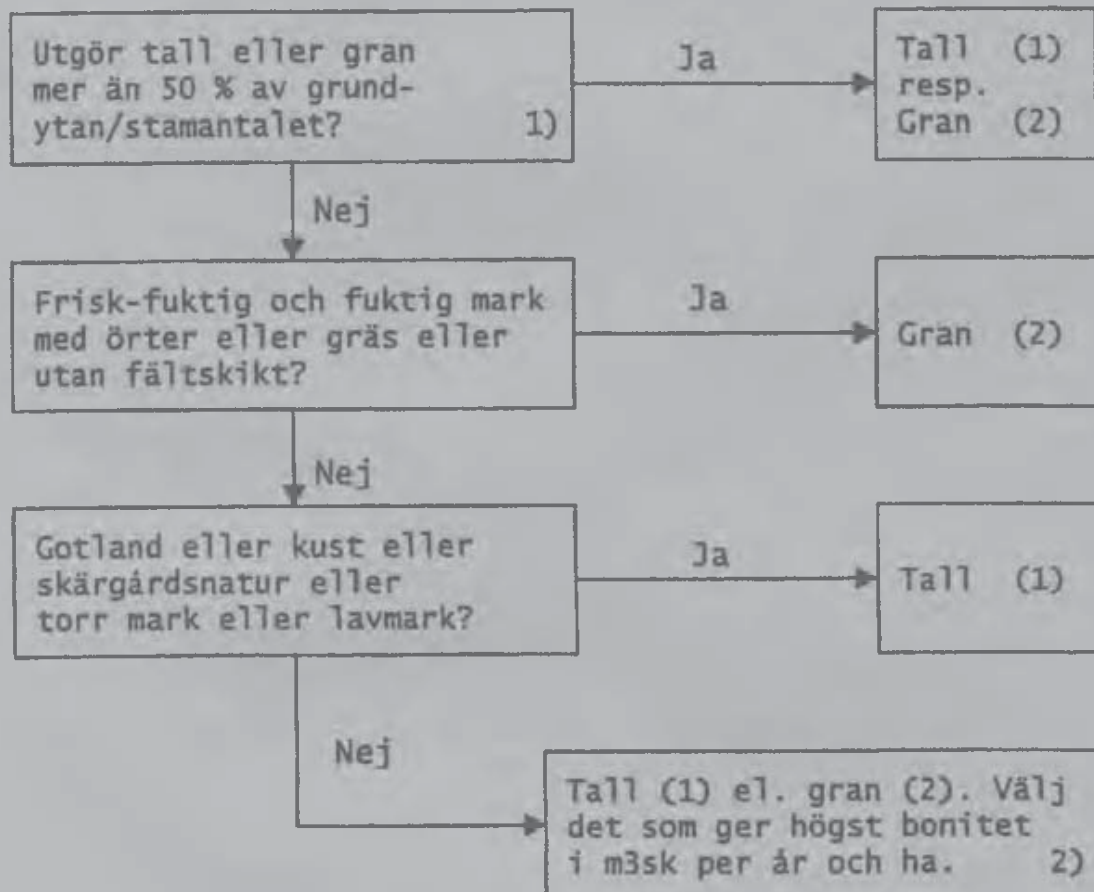 Utgör tall eller gran
mer än 50 % av grund-
ytan/stamantalet? 1)
Ja
Tall (1)
resp.
Gran (2)
Nej
Frisk-fuktig och fuktig mark
med örter eller gräs eller
utan fältskikt?
Ja
Gran (2)
Nej
Gotland eller kust eller
skärgårdsnatur eller
torr mark eller lavmark?
Ja
Tall (1)
Nej
Tall (1) el. gran (2). Välj
det som ger högst bonitet
i m3sk per år och ha. 2)